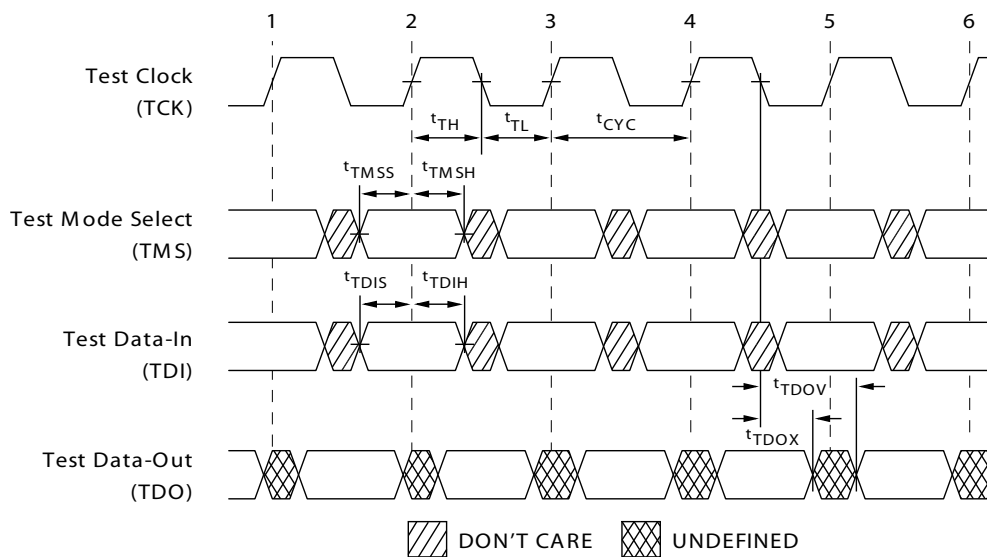 1 2 3 4 5 6
Test Clock
(TCK)
tTH tTL tCYC
tTMSS tTMSH
Test Mode Select
(TMS)
tTDIS tTDIH
Test Data-In
(TDI)
tTDOV
tTDOX
Test Data-Out
(TDO)
DON'T CARE UNDEFINED